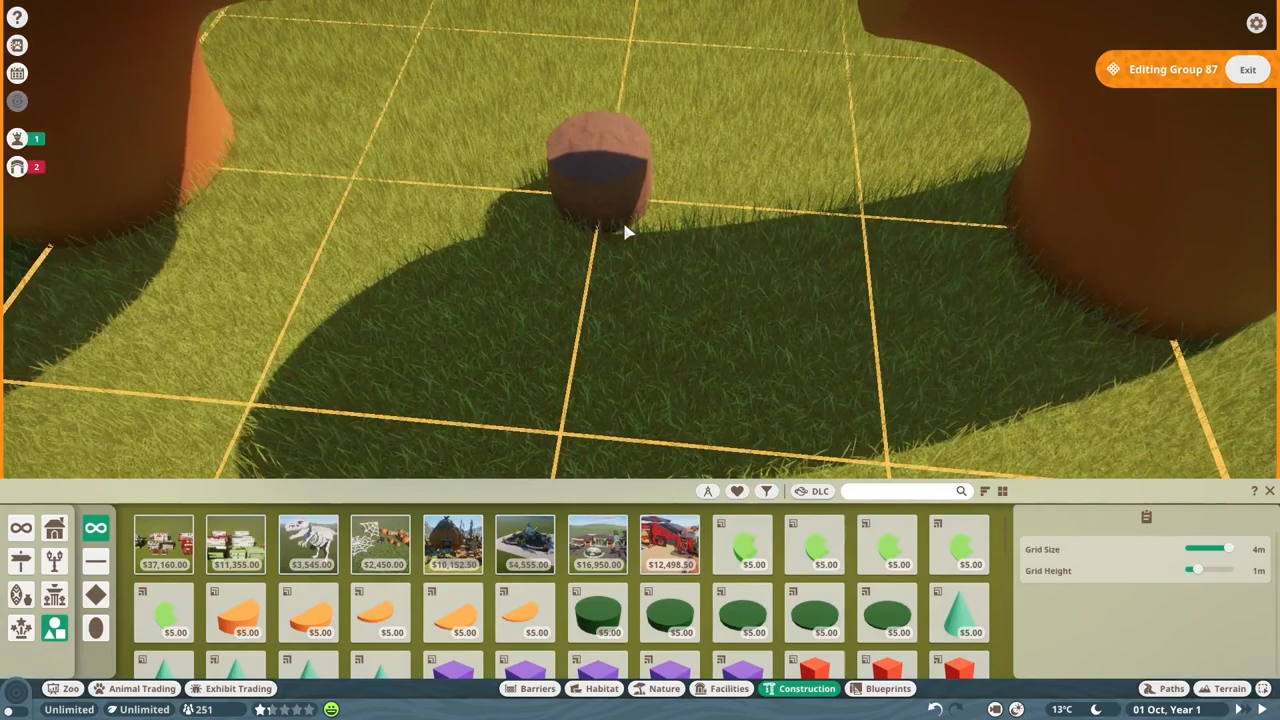 ?
Editing Group 87
Exit
1
2
DLC
?
$37,160.00
$11,355.00
$3,545.00
$2,450.00
$10,152.50
$4,555.00
$16,950.00
$12,498.50
$5.00
$5.00
$5.00
$5.00
Grid Size
4m
Grid Height
1m
$5.00
$5.00
$5.00
$5.00
$5.00
$5.00
$5.00
$5.00
$5.00
$5.00
$5.00
$5.00
Zoo
Animal Trading
Exhibit Trading
Barriers
Habitat
Nature
Facilities
Construction
Blueprints
Paths
Terrain
Unlimited
Unlimited
251
13°C
01 Oct, Year 1